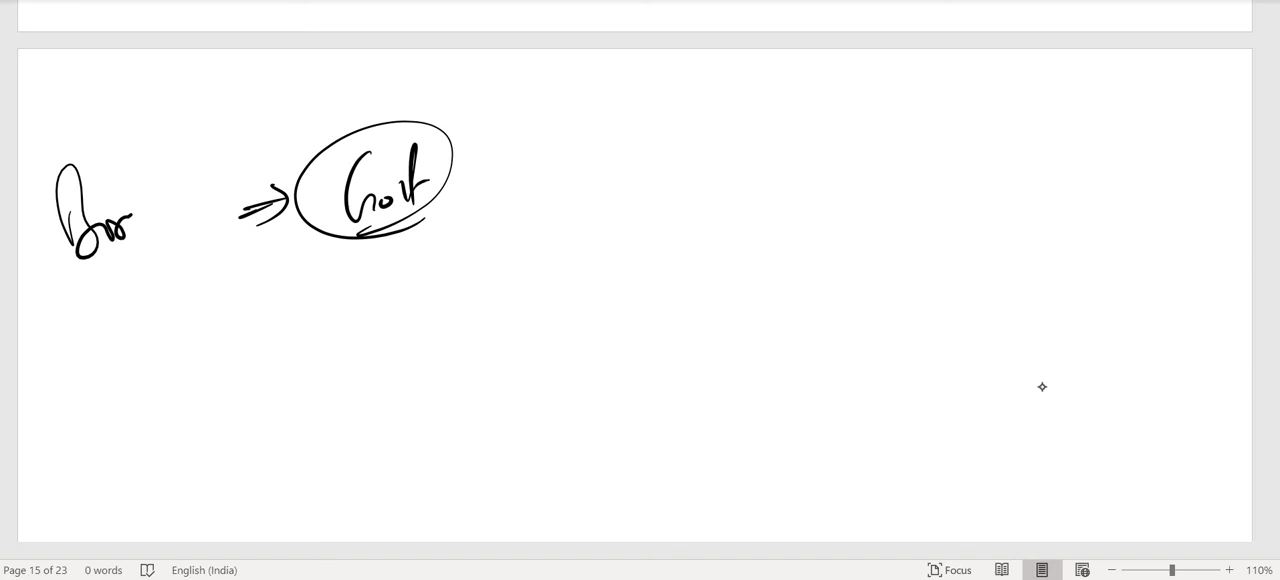 ⇒ Govt
Page 15 of 23 0 words English (India) Focus 110%